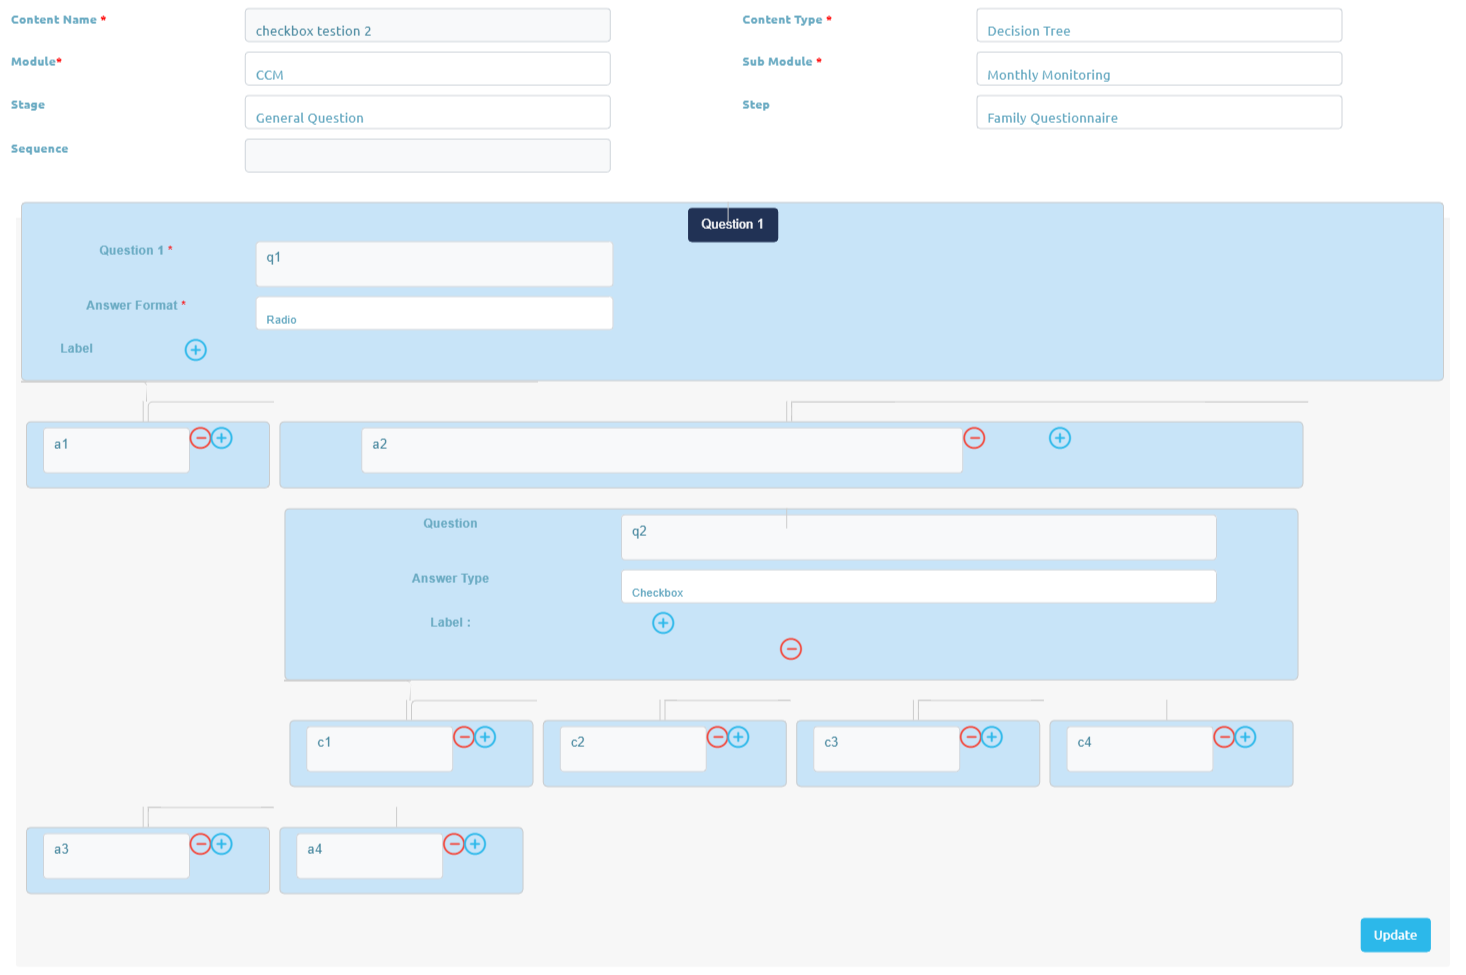 Content Name *
checkbox testion 2
Content Type *
Decision Tree
Module*
CCM
Sub Module *
Monthly Monitoring
Stage
General Question
Step
Family Questionnaire
Sequence
Question 1
Question 1 *
q1
Answer Format *
Radio
Label
a1
a2
Question
q2
Answer Type
Checkbox
Label :
c1
c2
c3
c4
a3
a4
Update